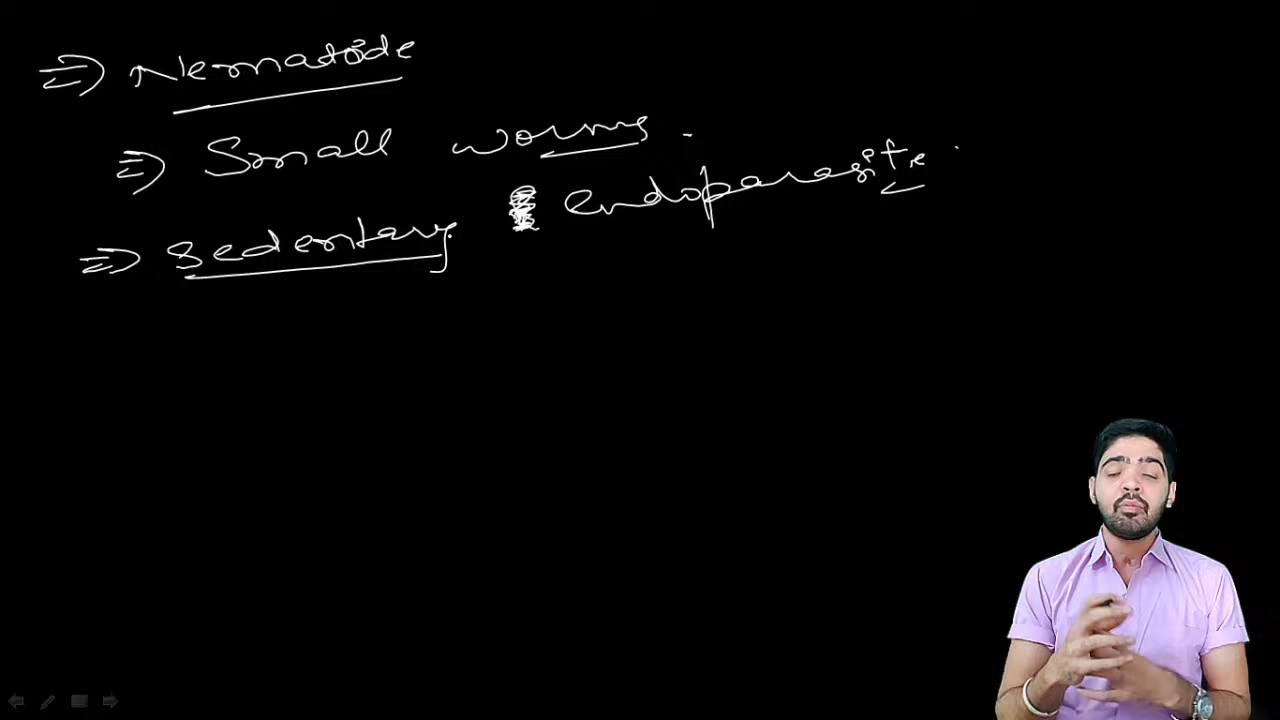 ⇒ Nematode
⇒ Small worms.
⇒ Sedentary endoparasite.